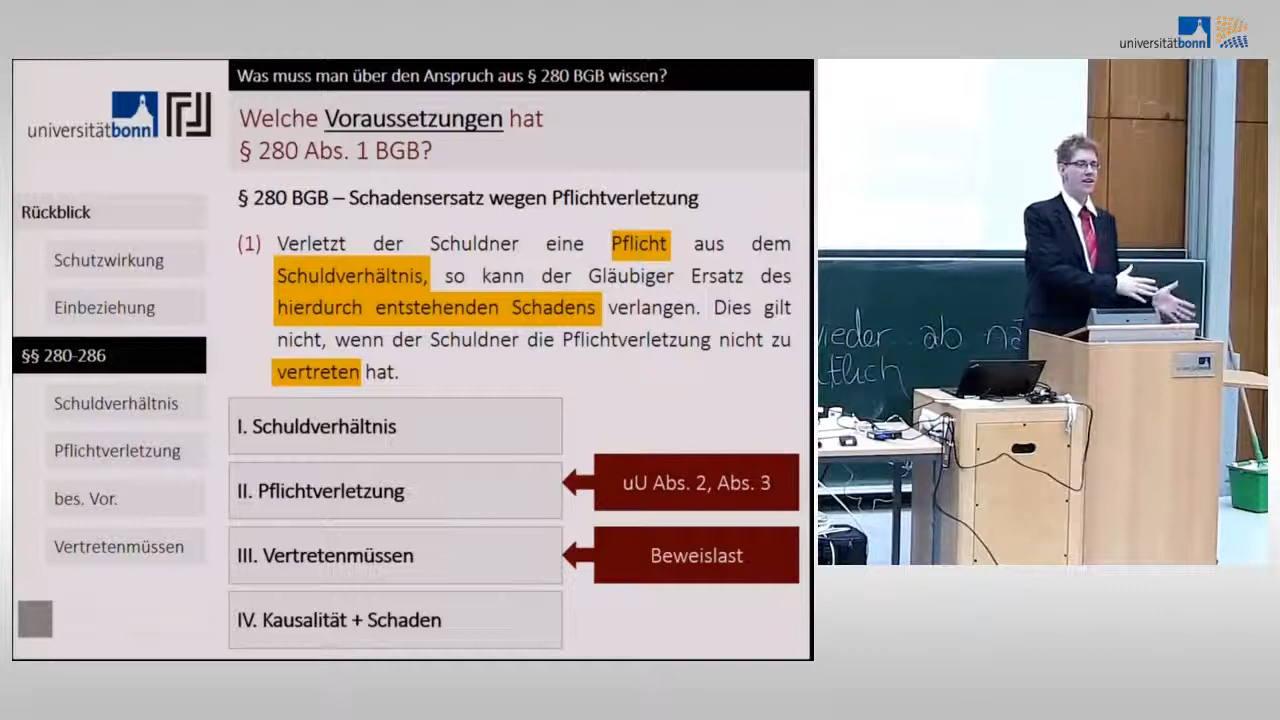 universitätbonn
Was muss man über den Anspruch aus § 280 BGB wissen?
universitätbonn
Welche Voraussetzungen hat
§ 280 Abs. 1 BGB?
§ 280 BGB – Schadensersatz wegen Pflichtverletzung
Rückblick
Schutzwirkung
Einbeziehung
§§ 280-286
Schuldverhältnis
Pflichtverletzung
bes. Vor.
Vertretenmüssen
(1) Verletzt der Schuldner eine Pflicht aus dem
Schuldverhältnis, so kann der Gläubiger Ersatz des
hierdurch entstehenden Schadens verlangen. Dies gilt
nicht, wenn der Schuldner die Pflichtverletzung nicht zu
vertreten hat.
I. Schuldverhältnis
II. Pflichtverletzung
uU Abs. 2, Abs. 3
III. Vertretenmüssen
Beweislast
IV. Kausalität + Schaden
ab